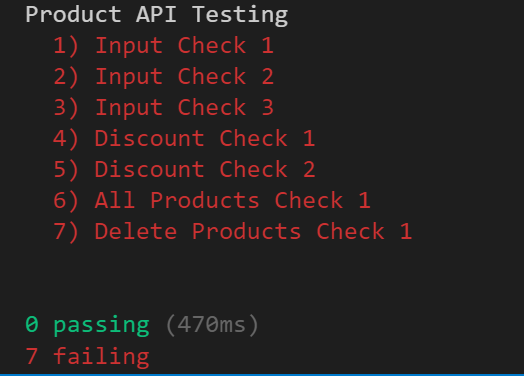 Product API Testing
1) Input Check 1
2) Input Check 2
3) Input Check 3
4) Discount Check 1
5) Discount Check 2
6) All Products Check 1
7) Delete Products Check 1
0 passing (470ms)
7 failing